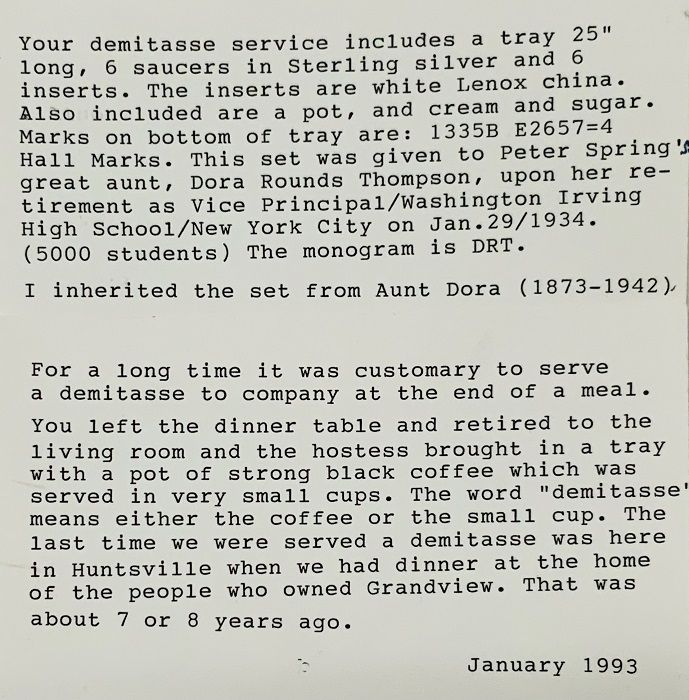 Your demitasse service includes a tray 25"
long, 6 saucers in Sterling silver and 6
inserts. The inserts are white Lenox china.
Also included are a pot, and cream and sugar.
Marks on bottom of tray are: 1335B E2657=4
Hall Marks. This set was given to Peter Spring's
great aunt, Dora Rounds Thompson, upon her re-
tirement as Vice Principal/Washington Irving
High School/New York City on Jan.29/1934.
(5000 students) The monogram is DRT.
I inherited the set from Aunt Dora (1873-1942).
For a long time it was customary to serve
a demitasse to company at the end of a meal.
You left the dinner table and retired to the
living room and the hostess brought in a tray
with a pot of strong black coffee which was
served in very small cups. The word "demitasse"
means either the coffee or the small cup. The
last time we were served a demitasse was here
in Huntsville when we had dinner at the home
of the people who owned Grandview. That was
about 7 or 8 years ago.
January 1993